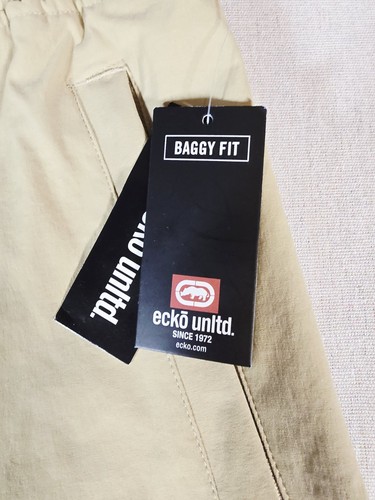 BAGGY FIT
eckō unltd.
SINCE 1972
ecko.com
unltd.